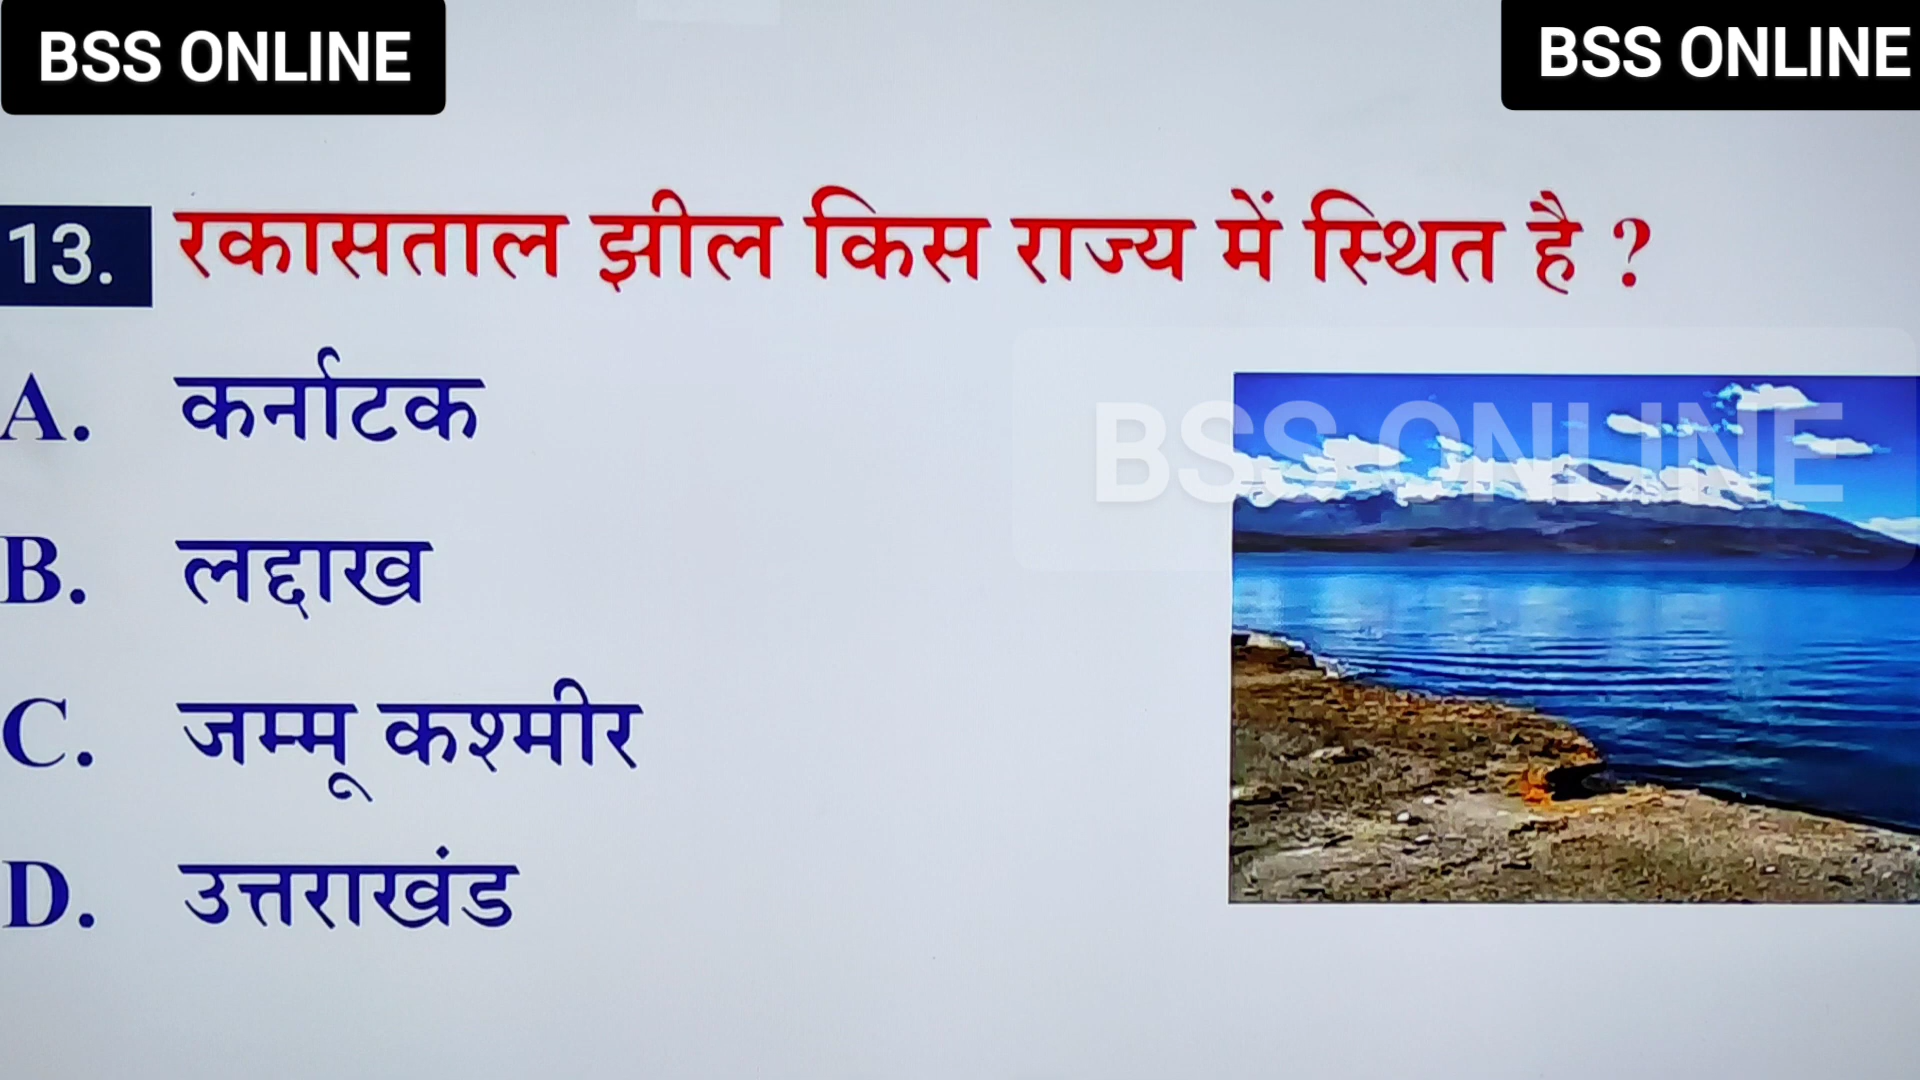 BSS ONLINE
BSS ONLINE
13. रकासताल झील किस राज्य में स्थित है ?
A. कर्नाटक
BSS ONLINE
B. लद्दाख
C. जम्मू कश्मीर
D. उत्तराखंड